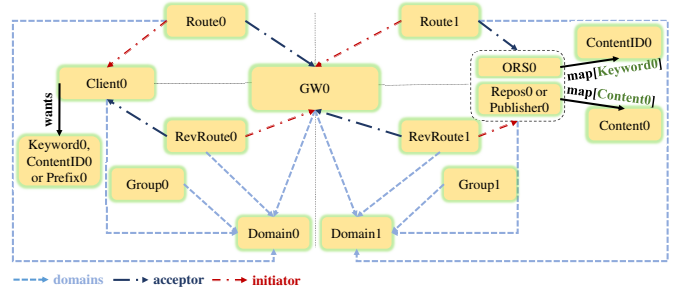 Route0
Route1
ContentID0
ORS0
map[Keyword0]
Client0
GW0
Repos0 or
Publisher0
map[Content0]
Content0
wants
RevRoute0
RevRoute1
Keyword0,
ContentID0
or Prefix0
Group0
Group1
Domain0
Domain1
domains
acceptor
initiator